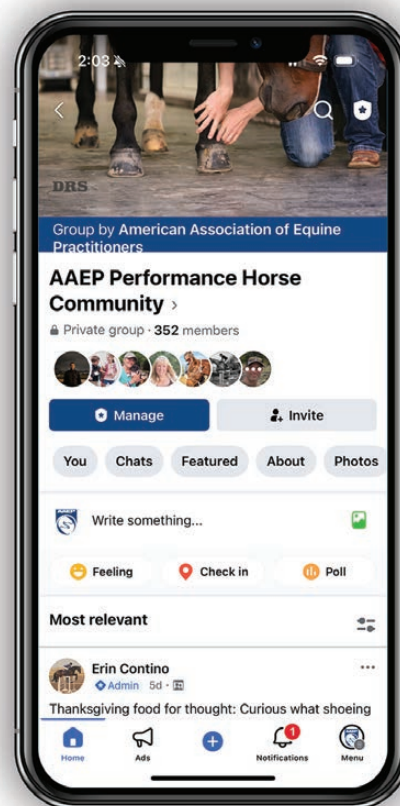 2:03
DRS
Group by American Association of Equine
Practitioners
AAEP Performance Horse
Community
Private group · 352 members
Manage
Invite
You
Chats
Featured
About
Photos
AAEP
Write something...
Feeling
Check in
Poll
Most relevant
Erin Contino
Admin 5d
Thanksgiving food for thought: Curious what shoeing
1
Home
Ads
Notifications
Menu